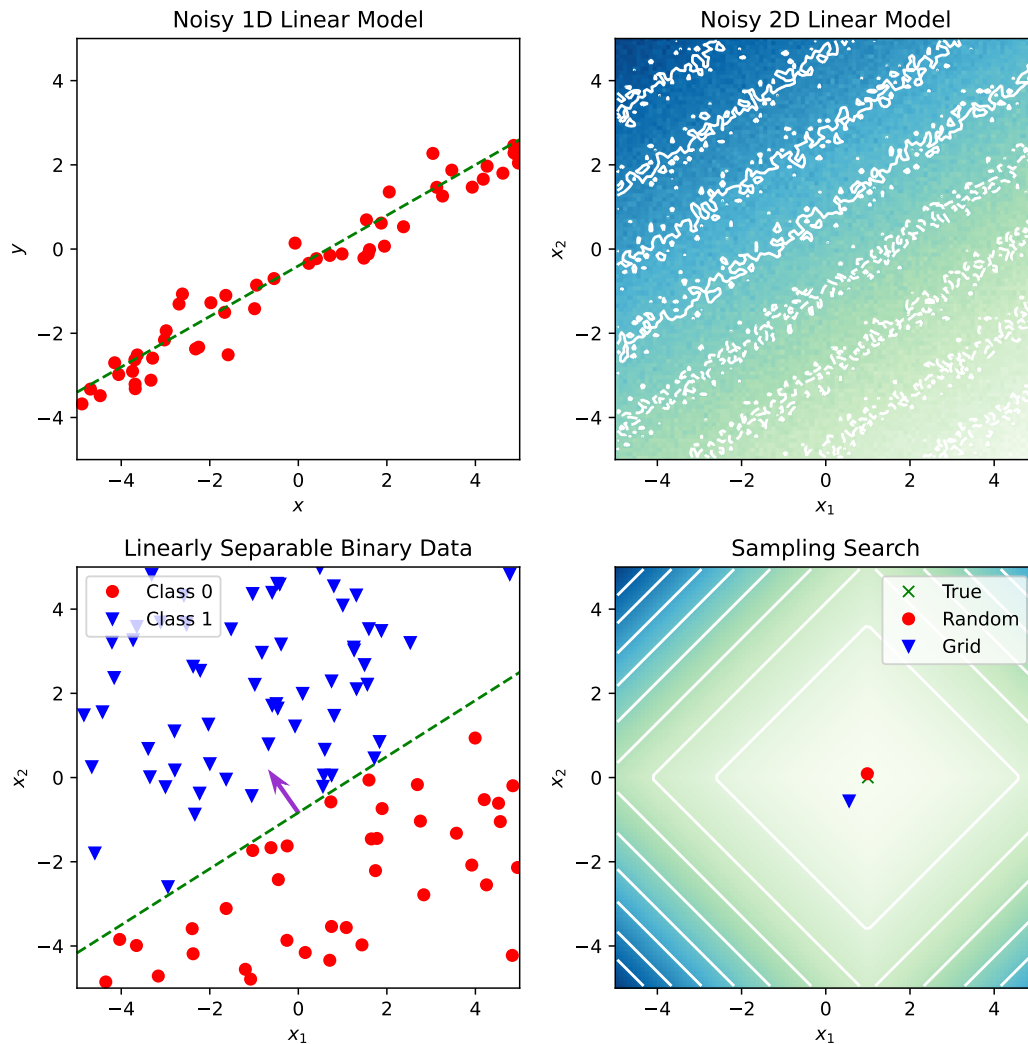 Noisy 1D Linear Model
4
2
0
−2
−4
y
−4 −2 0 2 4
x
Noisy 2D Linear Model
4
2
0
−2
−4
x₂
−4 −2 0 2 4
x₁
Linearly Separable Binary Data
Class 0
Class 1
4
2
0
−2
−4
x₂
−4 −2 0 2 4
x₁
Sampling Search
True
Random
Grid
4
2
0
−2
−4
x₂
−4 −2 0 2 4
x₁